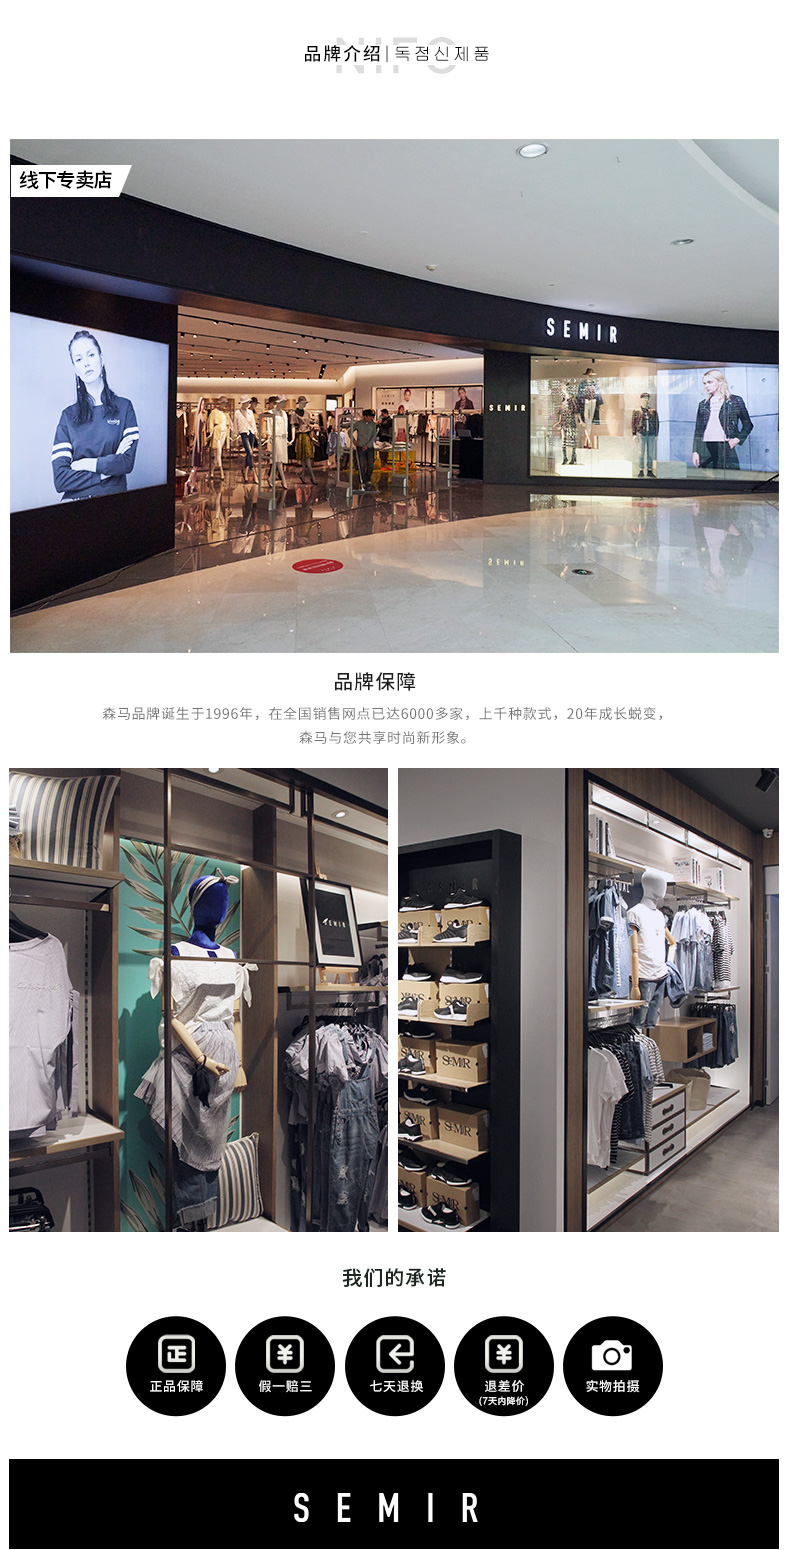 品牌介绍|독점신제품
线下专卖店
SEMIR
SEMIR
品牌保障
森马品牌诞生于1996年，在全国销售网点已达6000多家，上千种款式，20年成长蜕变，
森马与您共享时尚新形象。
SEMIR
SEMIR
SEMIR
SEMIR
SEMIR
我们的承诺
正品保障
假一赔三
七天退换
退差价
(7天内降价)
实物拍摄
SEMIR